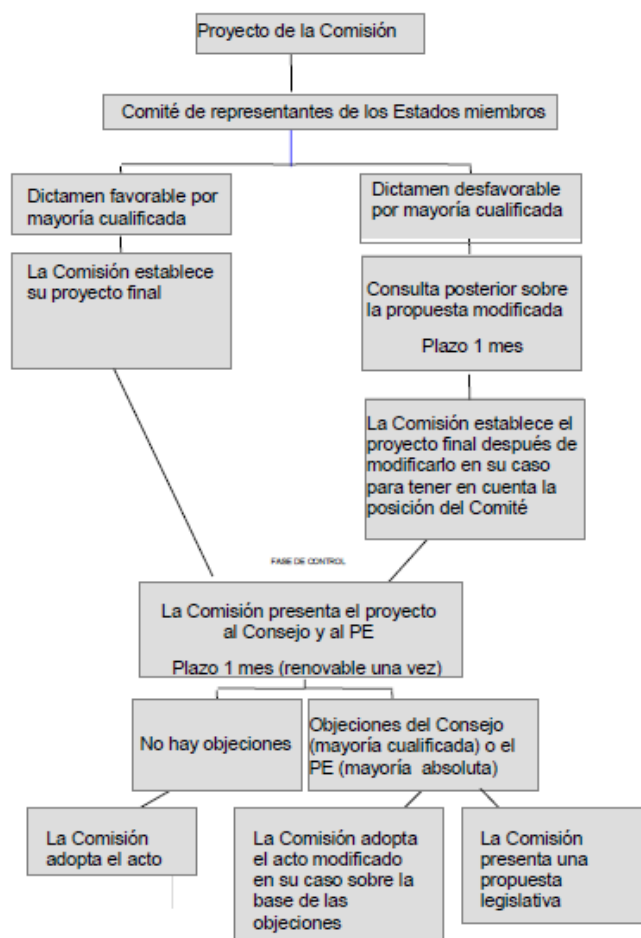 Proyecto de la Comisión
Comité de representantes de los Estados miembros
Dictamen favorable por
mayoría cualificada
Dictamen desfavorable
por mayoría cualificada
La Comisión establece
su proyecto final
Consulta posterior sobre
la propuesta modificada
Plazo 1 mes
La Comisión establece el
proyecto final después de
modificarlo en su caso
para tener en cuenta la
posición del Comité
FASE DE CONTROL
La Comisión presenta el proyecto
al Consejo y al PE
Plazo 1 mes (renovable una vez)
No hay objeciones
Objeciones del Consejo
(mayoría cualificada) o el
PE (mayoría absoluta)
La Comisión
adopta el acto
La Comisión adopta
el acto modificado
en su caso sobre la
base de las
objeciones
La Comisión
presenta una
propuesta
legislativa